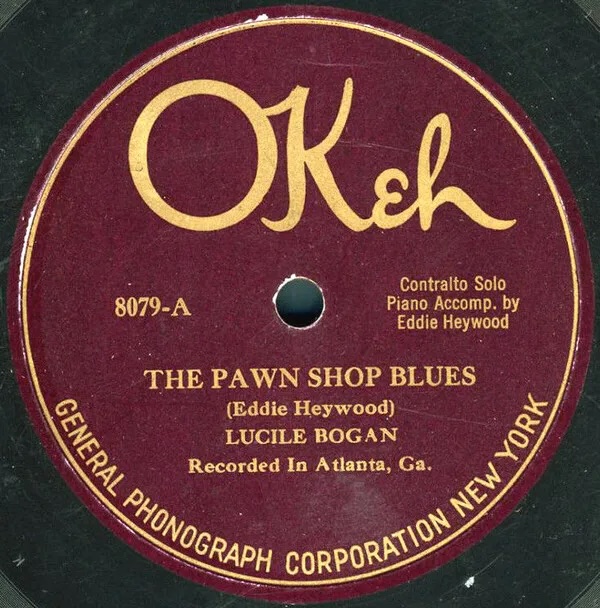 OKeh
8079-A
Contralto Solo
Piano Accomp. by
Eddie Heywood
THE PAWN SHOP BLUES
(Eddie Heywood)
LUCILE BOGAN
Recorded In Atlanta, Ga.
GENERAL PHONOGRAPH CORPORATION NEW YORK